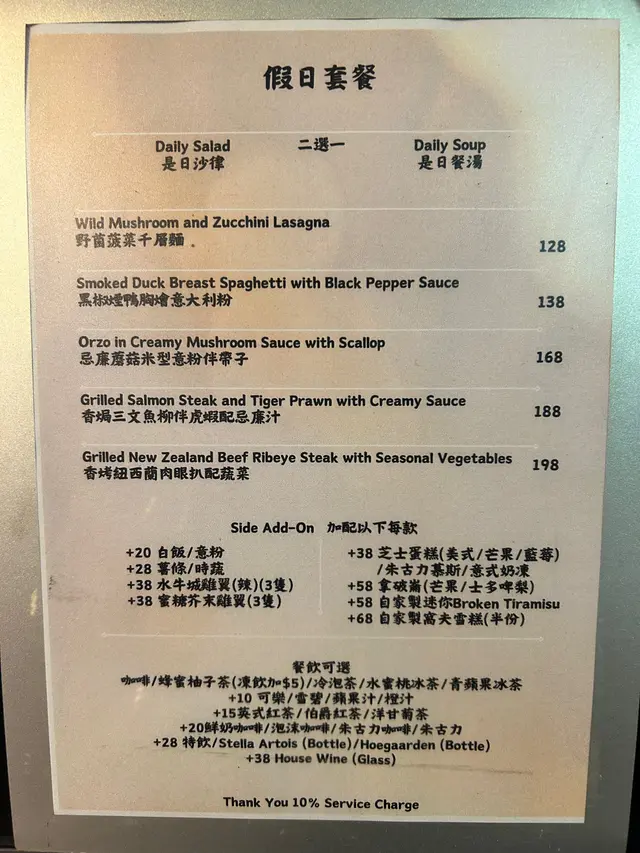 假日套餐
Daily Salad 二選一 Daily Soup
是日沙律 是日餐湯
Wild Mushroom and Zucchini Lasagna
野菌菠菜千層麵 128
Smoked Duck Breast Spaghetti with Black Pepper Sauce
黑椒煙鴨胸燴意大利粉 138
Orzo in Creamy Mushroom Sauce with Scallop
忌廉蘑菇米型意粉伴帶子 168
Grilled Salmon Steak and Tiger Prawn with Creamy Sauce
香焗三文魚柳伴虎蝦配忌廉汁 188
Grilled New Zealand Beef Ribeye Steak with Seasonal Vegetables 198
香烤紐西蘭肉眼扒配蔬菜
Side Add-On 加配以下每款
+20 白飯/意粉
+28 薯條/時蔬
+38 水牛城雞翼(辣)(3隻)
+38 蜜糖芥末雞翼(3隻)
+38 芝士蛋糕(美式/芒果/藍莓)
/朱古力慕斯/意式奶凍
+58 拿破崙(芒果/士多啤梨)
+58 自家製迷你Broken Tiramisu
+68 自家製窩夫雪糕(半份)
餐飲可選
咖啡/蜂蜜柚子茶(凍飲加$5)/冷泡茶/水蜜桃冰茶/青蘋果冰茶
+10 可樂/雪碧/蘋果汁/橙汁
+15英式紅茶/伯爵紅茶/洋甘菊茶
+20鮮奶咖啡/泡沫咖啡/朱古力咖啡/朱古力
+28 特飲/Stella Artois (Bottle)/Hoegaarden (Bottle)
+38 House Wine (Glass)
Thank You 10% Service Charge